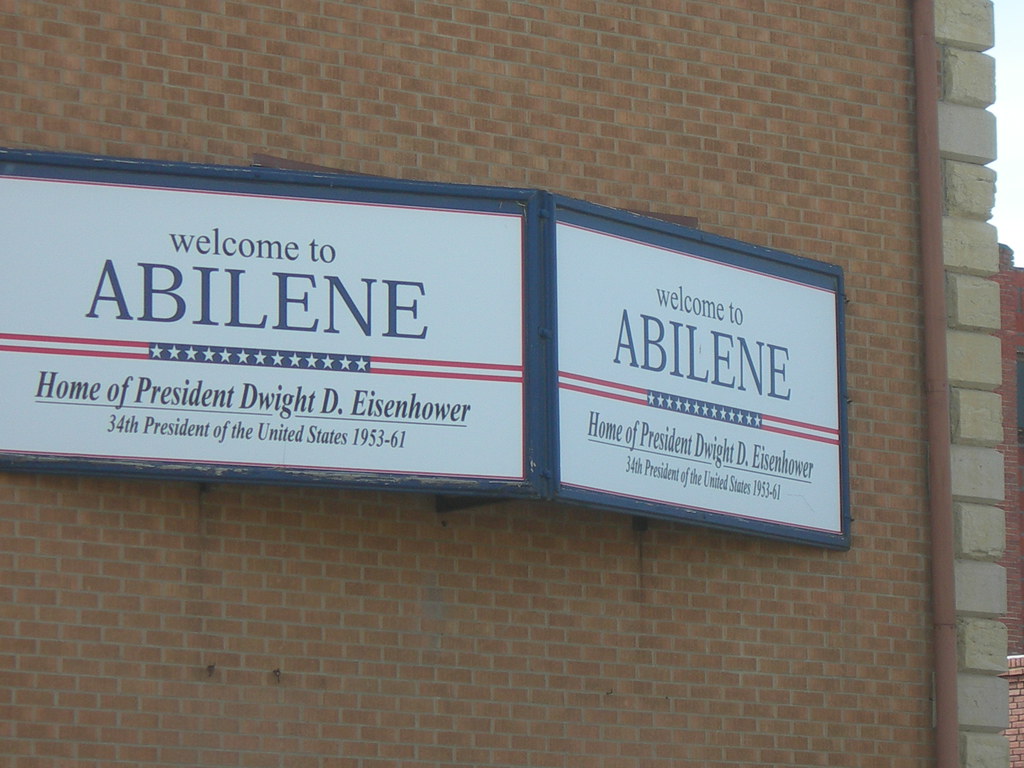 welcome to
ABILENE
Home of President Dwight D. Eisenhower
34th President of the United States 1953-61
welcome to
ABILENE
Home of President Dwight D. Eisenhower
34th President of the United States 1953-61